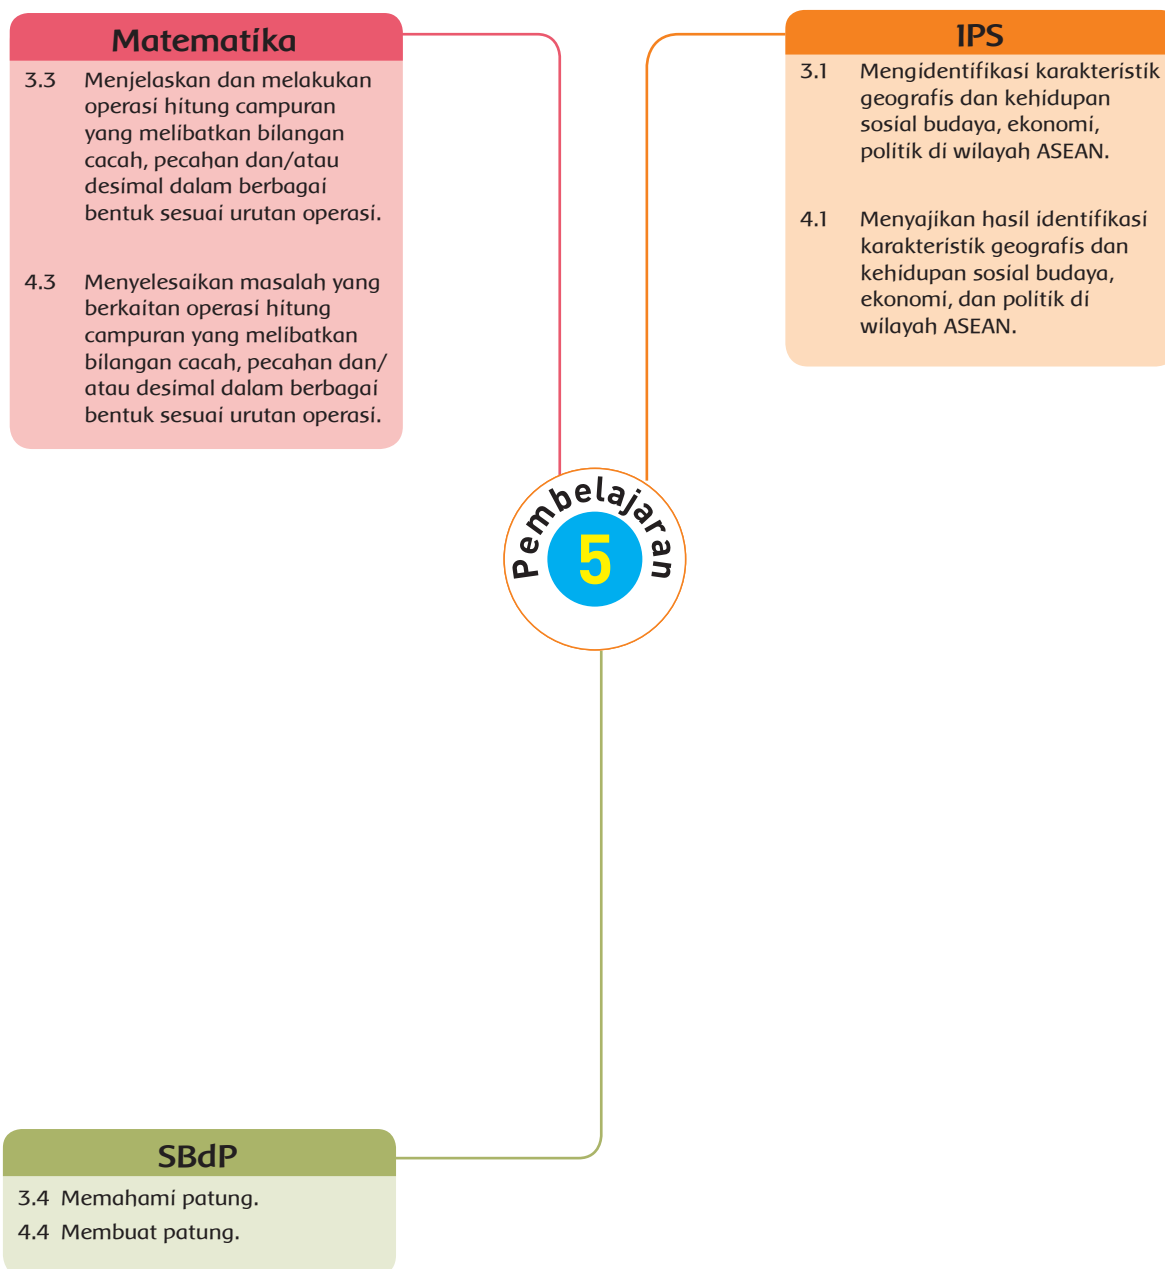 Matematika
3.3 Menjelaskan dan melakukan
operasi hitung campuran
yang melibatkan bilangan
cacah, pecahan dan/atau
desimal dalam berbagai
bentuk sesuai urutan operasi.
4.3 Menyelesaikan masalah yang
berkaitan operasi hitung
campuran yang melibatkan
bilangan cacah, pecahan dan/
atau desimal dalam berbagai
bentuk sesuai urutan operasi.
IPS
3.1 Mengidentifikasi karakteristik
geografis dan kehidupan
sosial budaya, ekonomi,
politik di wilayah ASEAN.
4.1 Menyajikan hasil identifikasi
karakteristik geografis dan
kehidupan sosial budaya,
ekonomi, dan politik di
wilayah ASEAN.
Pembelajaran
5
SBdP
3.4 Memahami patung.
4.4 Membuat patung.